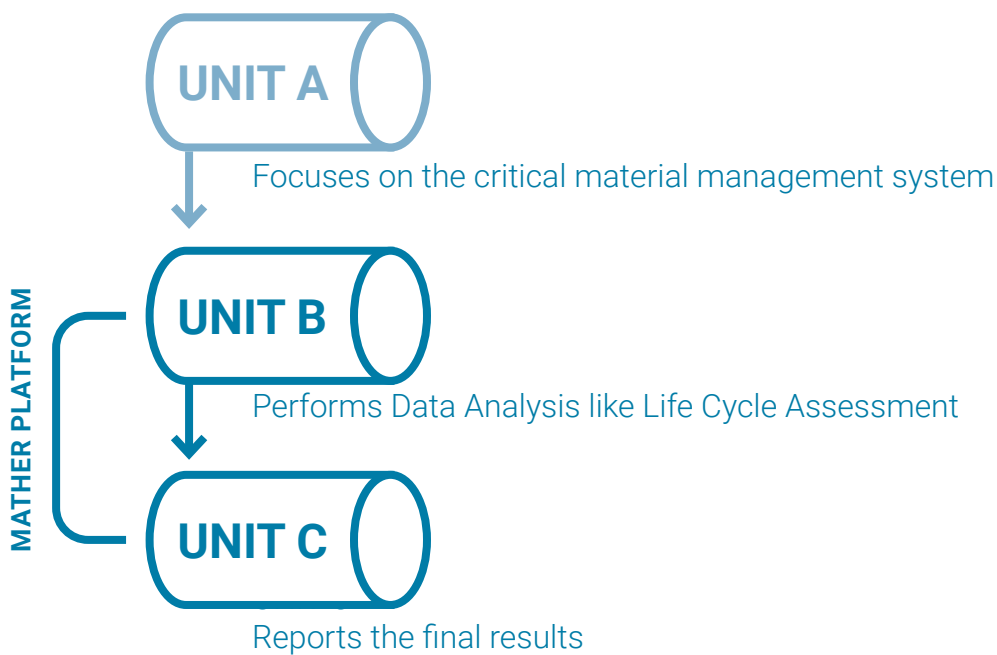 UNIT A
Focuses on the critical material management system
MATHER PLATFORM
UNIT B
Performs Data Analysis like Life Cycle Assessment
UNIT C
Reports the final results